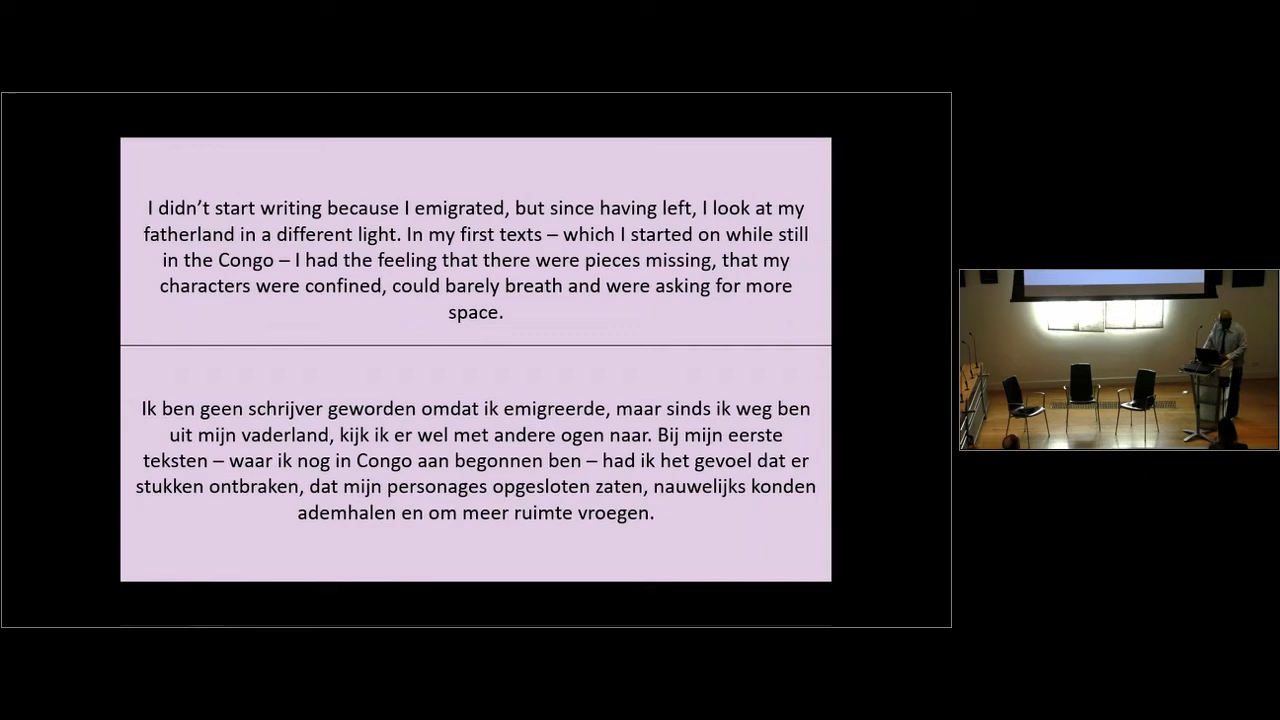 I didn’t start writing because I emigrated, but since having left, I look at my
fatherland in a different light. In my first texts – which I started on while still
in the Congo – I had the feeling that there were pieces missing, that my
characters were confined, could barely breath and were asking for more
space.
Ik ben geen schrijver geworden omdat ik emigreerde, maar sinds ik weg ben
uit mijn vaderland, kijk ik er wel met andere ogen naar. Bij mijn eerste
teksten – waar ik nog in Congo aan begonnen ben – had ik het gevoel dat er
stukken ontbraken, dat mijn personages opgesloten zaten, nauwelijks konden
ademhalen en om meer ruimte vroegen.